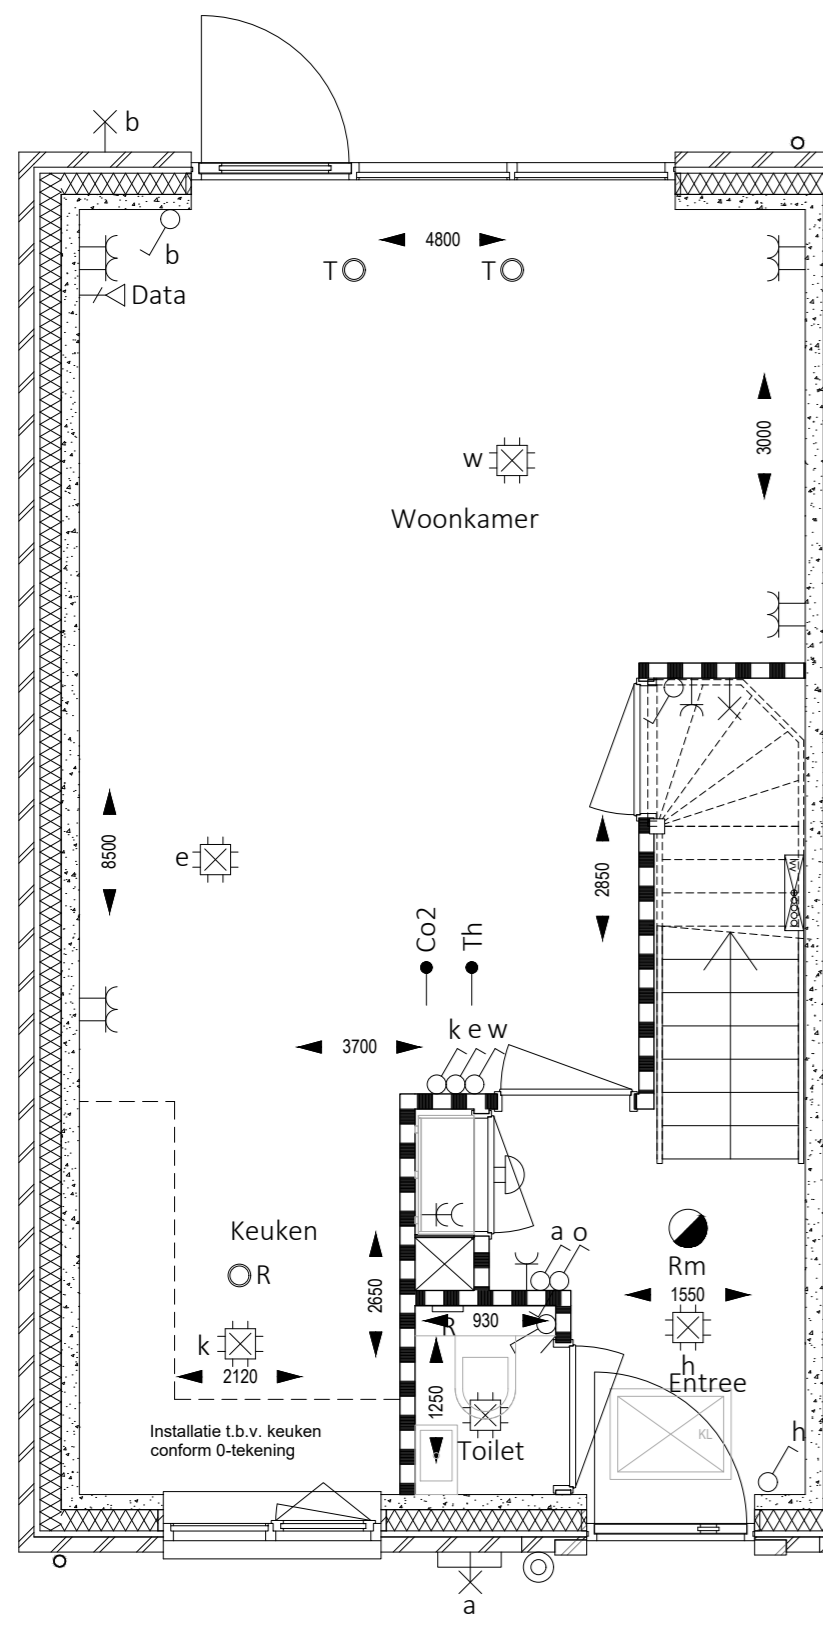 b
b
4800
T
T
Data
3000
w
Woonkamer
8500
e
2850
Co2
Th
3700
k e w
Keuken
R
2650
a o
Rm
1550
R
930
k
2120
h
Entree
1250
KL
Installatie t.b.v. keuken
conform 0-tekening
Toilet
h
a